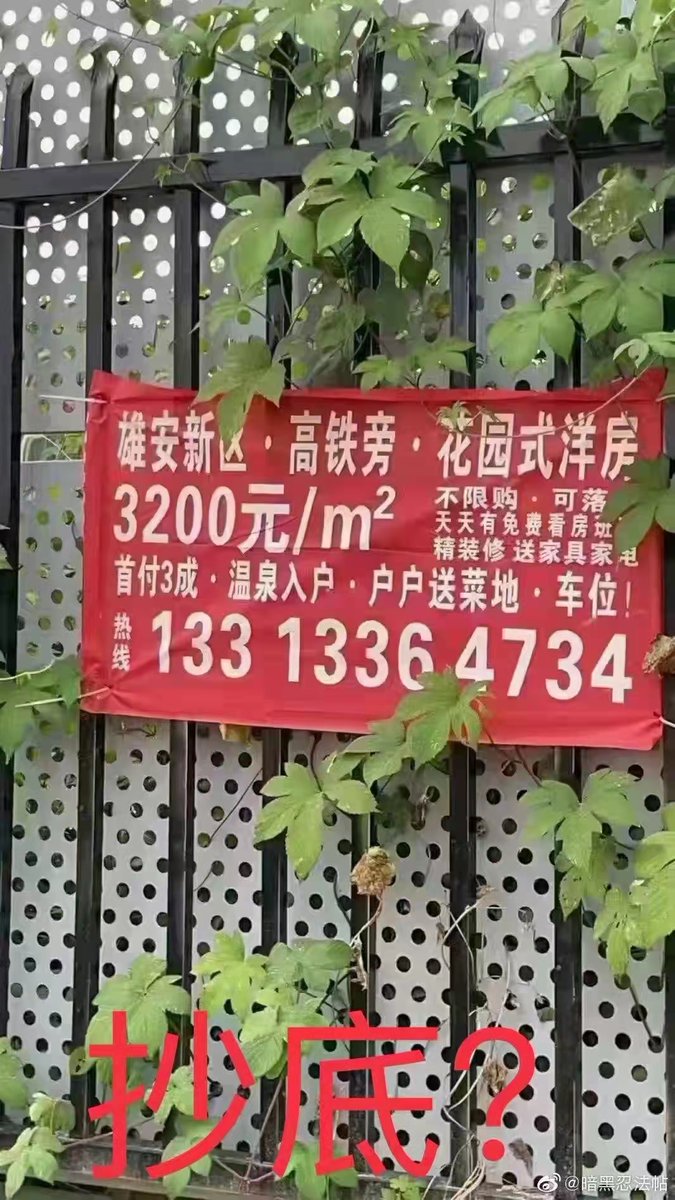 雄安新区·高铁旁·花园式洋房
3200元/m²
不限购·可落
天天有免费看房班
精装修 送家具家电
首付3成·温泉入户·户户送菜地·车位!
热线 133 1336 4734
抄底?
@暗黑忍法帖